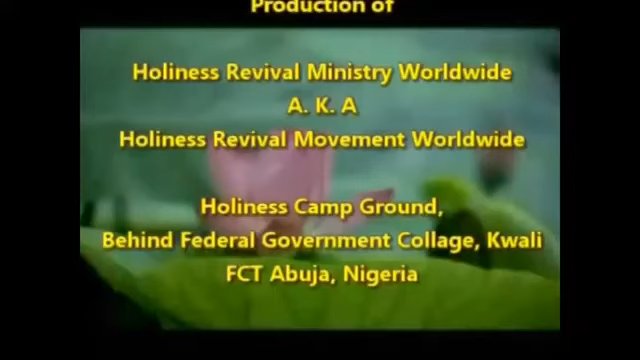 Production of
Holiness Revival Ministry Worldwide
A. K. A
Holiness Revival Movement Worldwide
Holiness Camp Ground,
Behind Federal Government Collage, Kwali
FCT Abuja, Nigeria